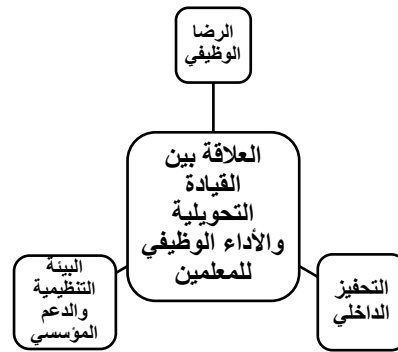 الرضا
الوظيفي
العلاقة بين
القيادة
التحويلية
والأداء الوظيفي
للمعلمين
البيئة
التنظيمية
والدعم
المؤسسي
التحفيز
الداخلي